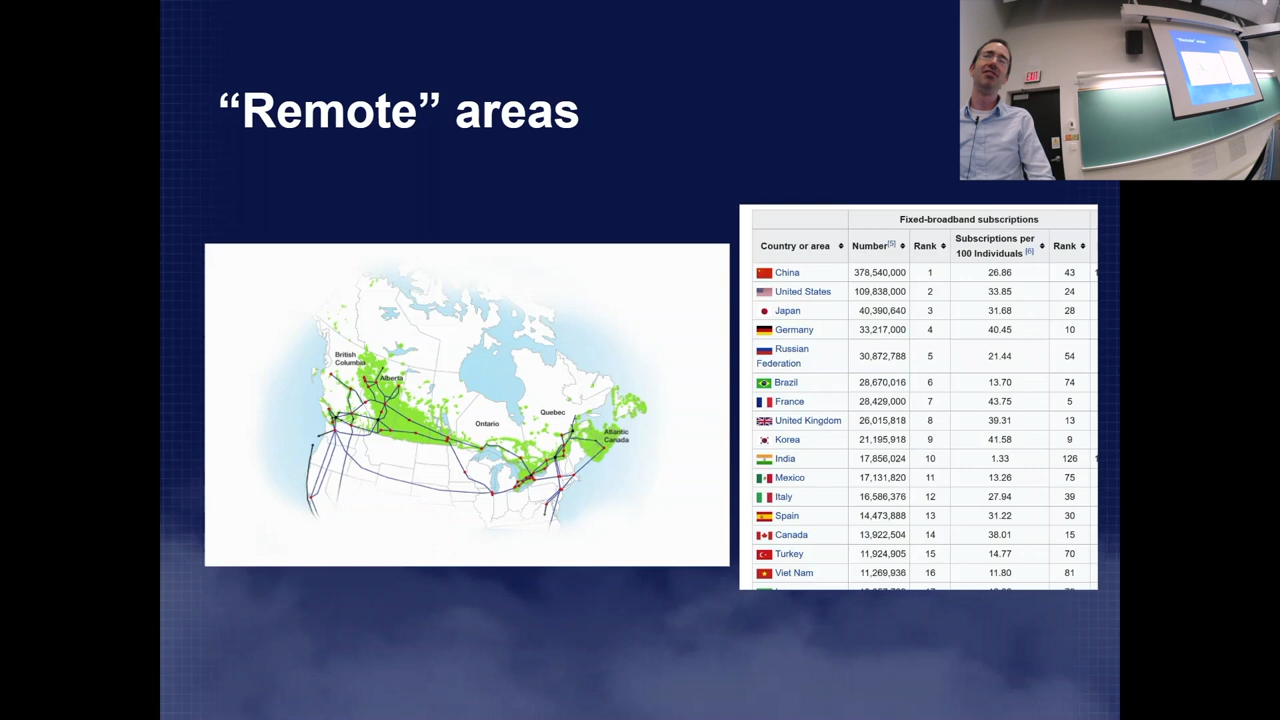 “Remote” areas
EXIT
"Remote" areas
British
Columbia
Alberta
Ontario
Quebec
Atlantic
Canada
Fixed-broadband subscriptions
Country or area Number[5] Rank Subscriptions per 100 Individuals [6] Rank
China 378,540,000 1 26.86 43
United States 109,838,000 2 33.85 24
Japan 40,390,640 3 31.68 28
Germany 33,217,000 4 40.45 10
Russian
Federation 30,872,788 5 21.44 54
Brazil 28,670,016 6 13.70 74
France 28,429,000 7 43.75 5
United Kingdom 26,015,818 8 39.31 13
Korea 21,195,918 9 41.58 9
India 17,856,024 10 1.33 126
Mexico 17,131,820 11 13.26 75
Italy 16,586,376 12 27.94 39
Spain 14,473,888 13 31.22 30
Canada 13,922,504 14 38.01 15
Turkey 11,924,905 15 14.77 70
Viet Nam 11,269,936 16 11.80 81